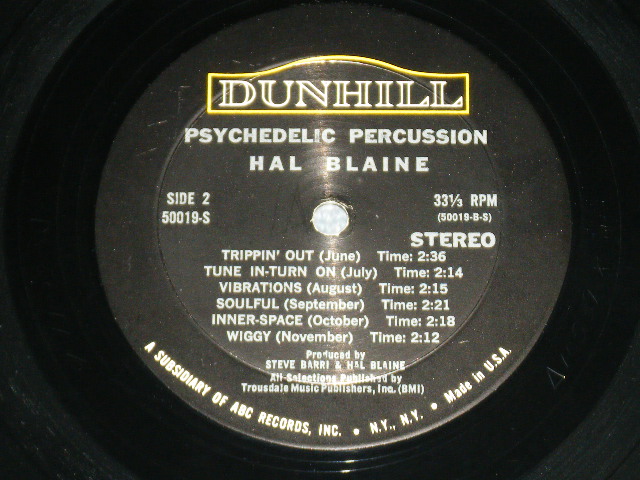 DUNHILL
PSYCHEDELIC PERCUSSION
HAL BLAINE
SIDE 2
50019-S
33⅓ RPM
(50019-B-S)
STEREO
TRIPPIN' OUT (June) Time: 2:36
TUNE IN-TURN ON (July) Time: 2:14
VIBRATIONS (August) Time: 2:15
SOULFUL (September) Time: 2:21
INNER-SPACE (October) Time: 2:18
WIGGY (November) Time: 2:12
Produced by
STEVE BARRI & HAL BLAINE
All Selections Published by
Trousdale Music Publishers, Inc. (BMI)
A SUBSIDIARY OF ABC RECORDS, INC. • N.Y., N.Y. • Made in U.S.A.